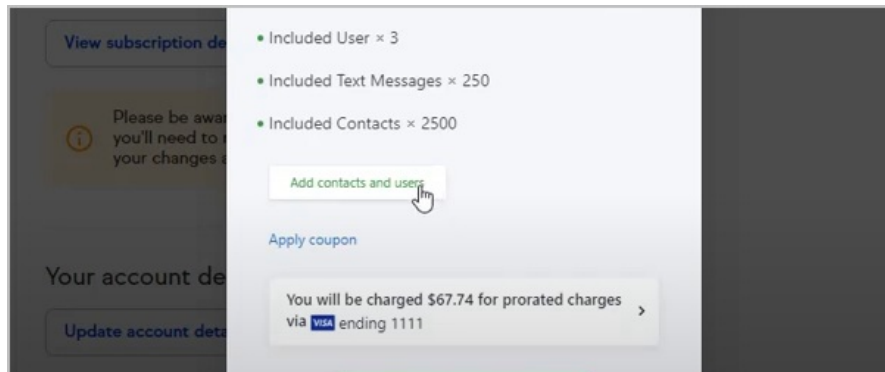 View subscription de
Please be awar
you'll need to r
your changes a
Your account de
Update account deta
• Included User × 3
• Included Text Messages × 250
• Included Contacts × 2500
Add contacts and users
Apply coupon
You will be charged $67.74 for prorated charges
via VISA ending 1111